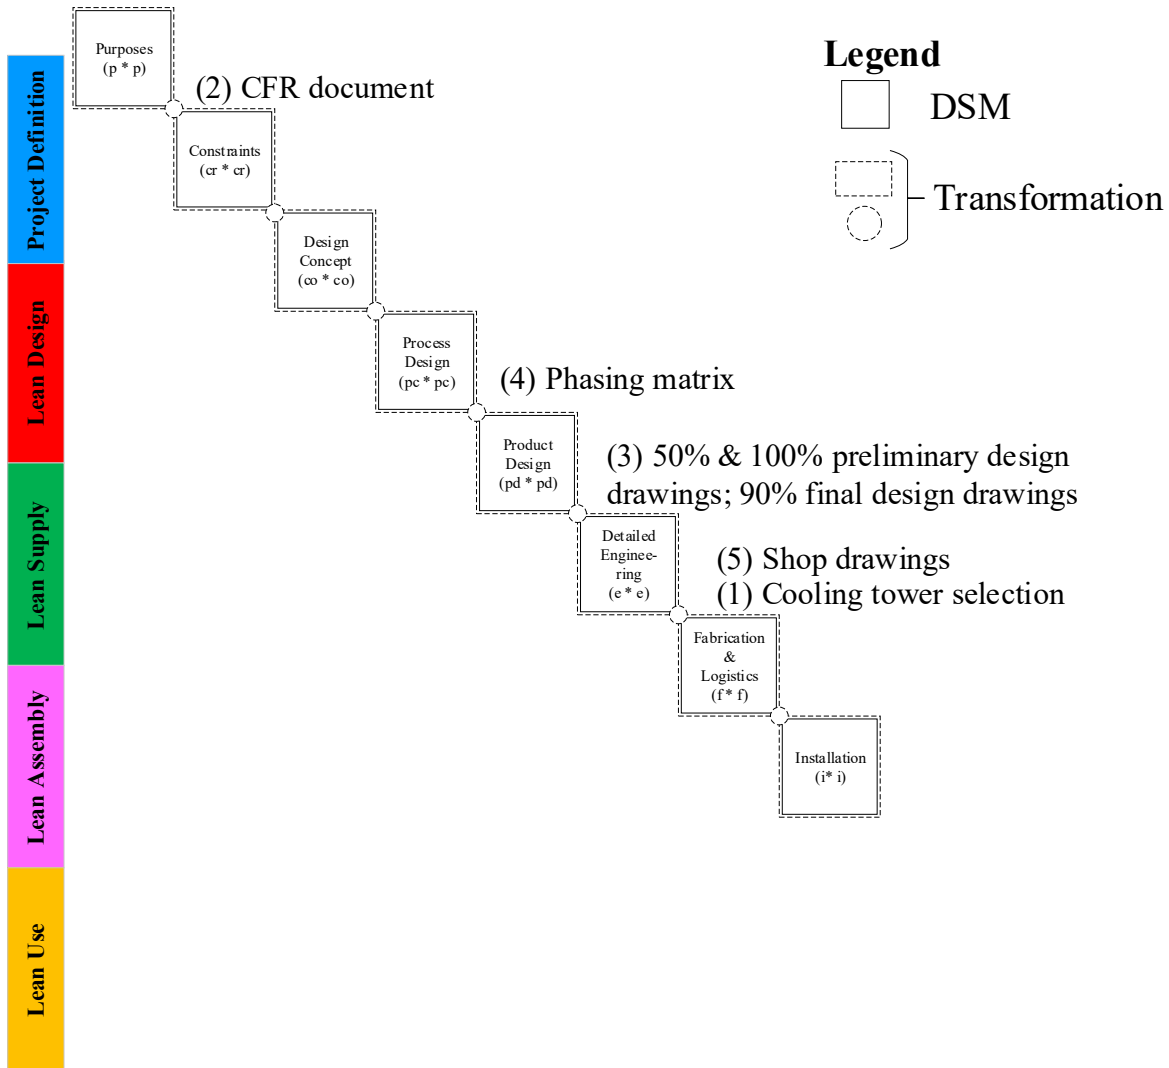 Project Definition
Lean Design
Lean Supply
Lean Assembly
Lean Use
Purposes
(p * p)
(2) CFR document
Constraints
(cr * cr)
Design
Concept
(co * co)
Process
Design
(pc * pc)
(4) Phasing matrix
Product
Design
(pd * pd)
(3) 50% & 100% preliminary design
drawings; 90% final design drawings
Detailed
Enginee-
ring
(e * e)
(5) Shop drawings
(1) Cooling tower selection
Fabrication
&
Logistics
(f * f)
Installation
(i* i)
Legend
DSM
Transformation